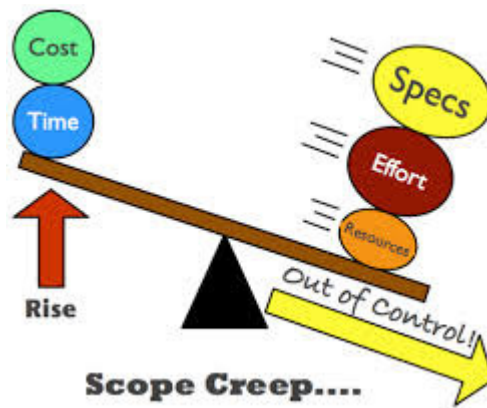 Cost
Time
Rise
Specs
Effort
Resources
Out of Control!
Scope Creep....